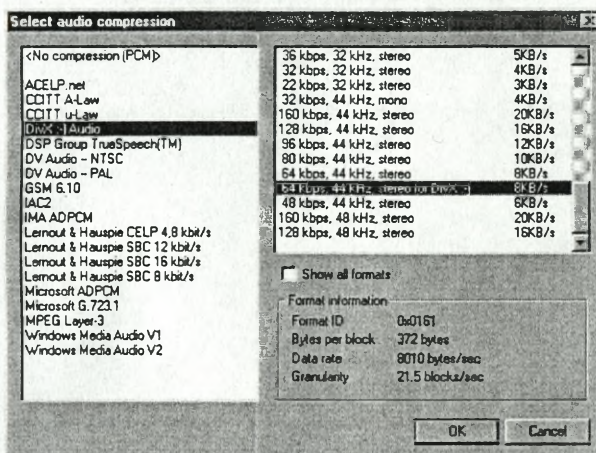 Select audio compression
<No compression (PCM)>
ACELP.net
CCITT A-Law
CCITT u-Law
DivX ;-) Audio
DSP Group TrueSpeech(TM)
DV Audio - NTSC
DV Audio - PAL
GSM 6.10
IAC2
IMA ADPCM
Lernout & Hauspie CELP 4,8 kbit/s
Lernout & Hauspie SBC 12 kbit/s
Lernout & Hauspie SBC 16 kbit/s
Lernout & Hauspie SBC 8 kbit/s
Microsoft ADPCM
Microsoft G.723.1
MPEG Layer-3
Windows Media Audio V1
Windows Media Audio V2
36 kbps, 32 kHz, stereo 5KB/s
32 kbps, 32 kHz, stereo 4KB/s
22 kbps, 32 kHz, stereo 3KB/s
32 kbps, 44 kHz, mono 4KB/s
160 kbps, 44 kHz, stereo 20KB/s
128 kbps, 44 kHz, stereo 16KB/s
96 kbps, 44 kHz, stereo 12KB/s
80 kbps, 44 kHz, stereo 10KB/s
64 kbps, 44 kHz, stereo 8KB/s
64 kbps, 44 kHz, stereo for DivX ;-) 8KB/s
48 kbps, 44 kHz, stereo 6KB/s
160 kbps, 48 kHz, stereo 20KB/s
128 kbps, 48 kHz, stereo 16KB/s
Show all formats
Format information
Format ID 0x0161
Bytes per block 372 bytes
Data rate 8010 bytes/sec
Granularity 21.5 blocks/sec
OK
Cancel